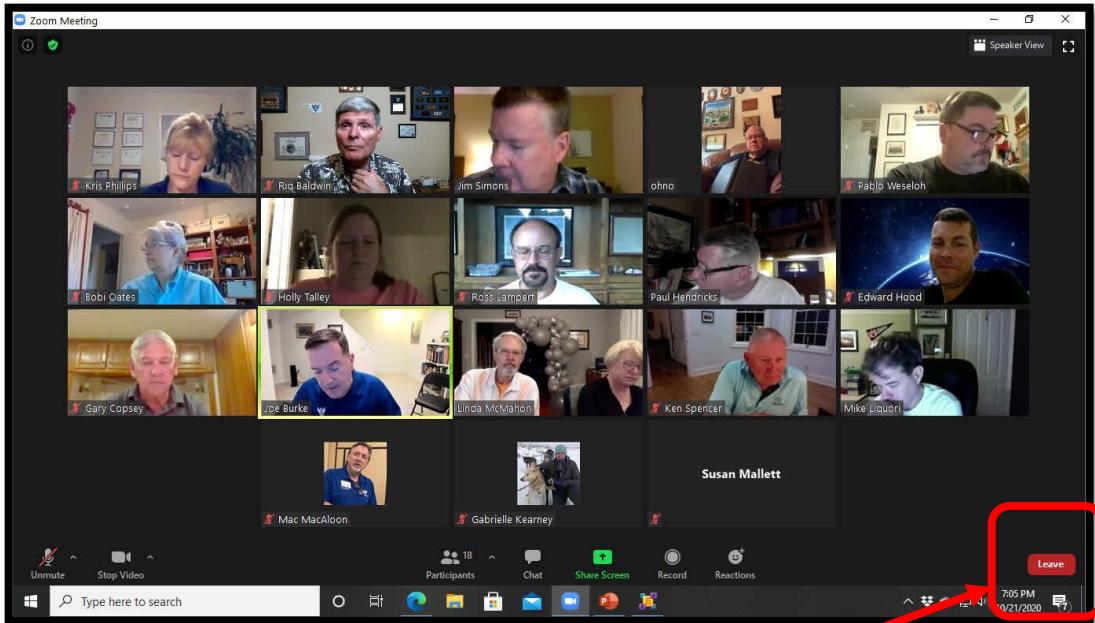 Zoom Meeting
Speaker View
Kris Phillips
Riq Baldwin
Jim Simons
ohno
Pablo Weseloh
Bobi Oates
Holly Talley
Ross Lampert
Paul Hendricks
Edward Hood
Gary Copsey
Joe Burke
Linda McMahon
Ken Spencer
Mike Liquori
Mac MacAloon
Gabrielle Kearney
Susan Mallett
Unmute
Stop Video
18
Participants
Chat
Share Screen
Record
Reactions
Leave
Type here to search
7:05 PM
10/21/2020
7